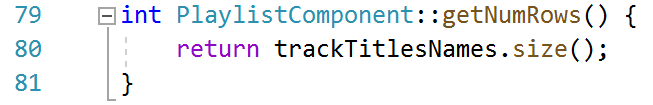 79 int PlaylistComponent::getNumRows() {
80     return trackTitlesNames.size();
81 }